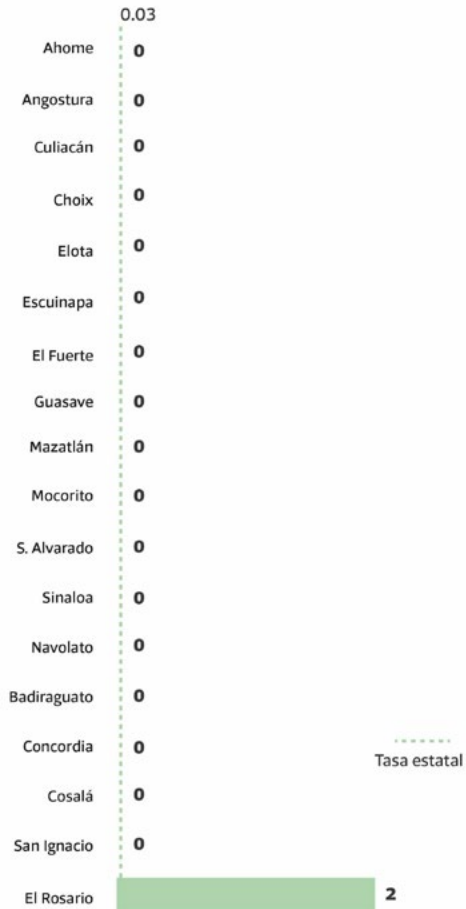 0.03
Ahome 0
Angostura 0
Culiacán 0
Choix 0
Elota 0
Escuinapa 0
El Fuerte 0
Guasave 0
Mazatlán 0
Mocorito 0
S. Alvarado 0
Sinaloa 0
Navolato 0
Badiraguato 0
Concordia 0
Tasa estatal
Cosalá 0
San Ignacio 0
El Rosario 2